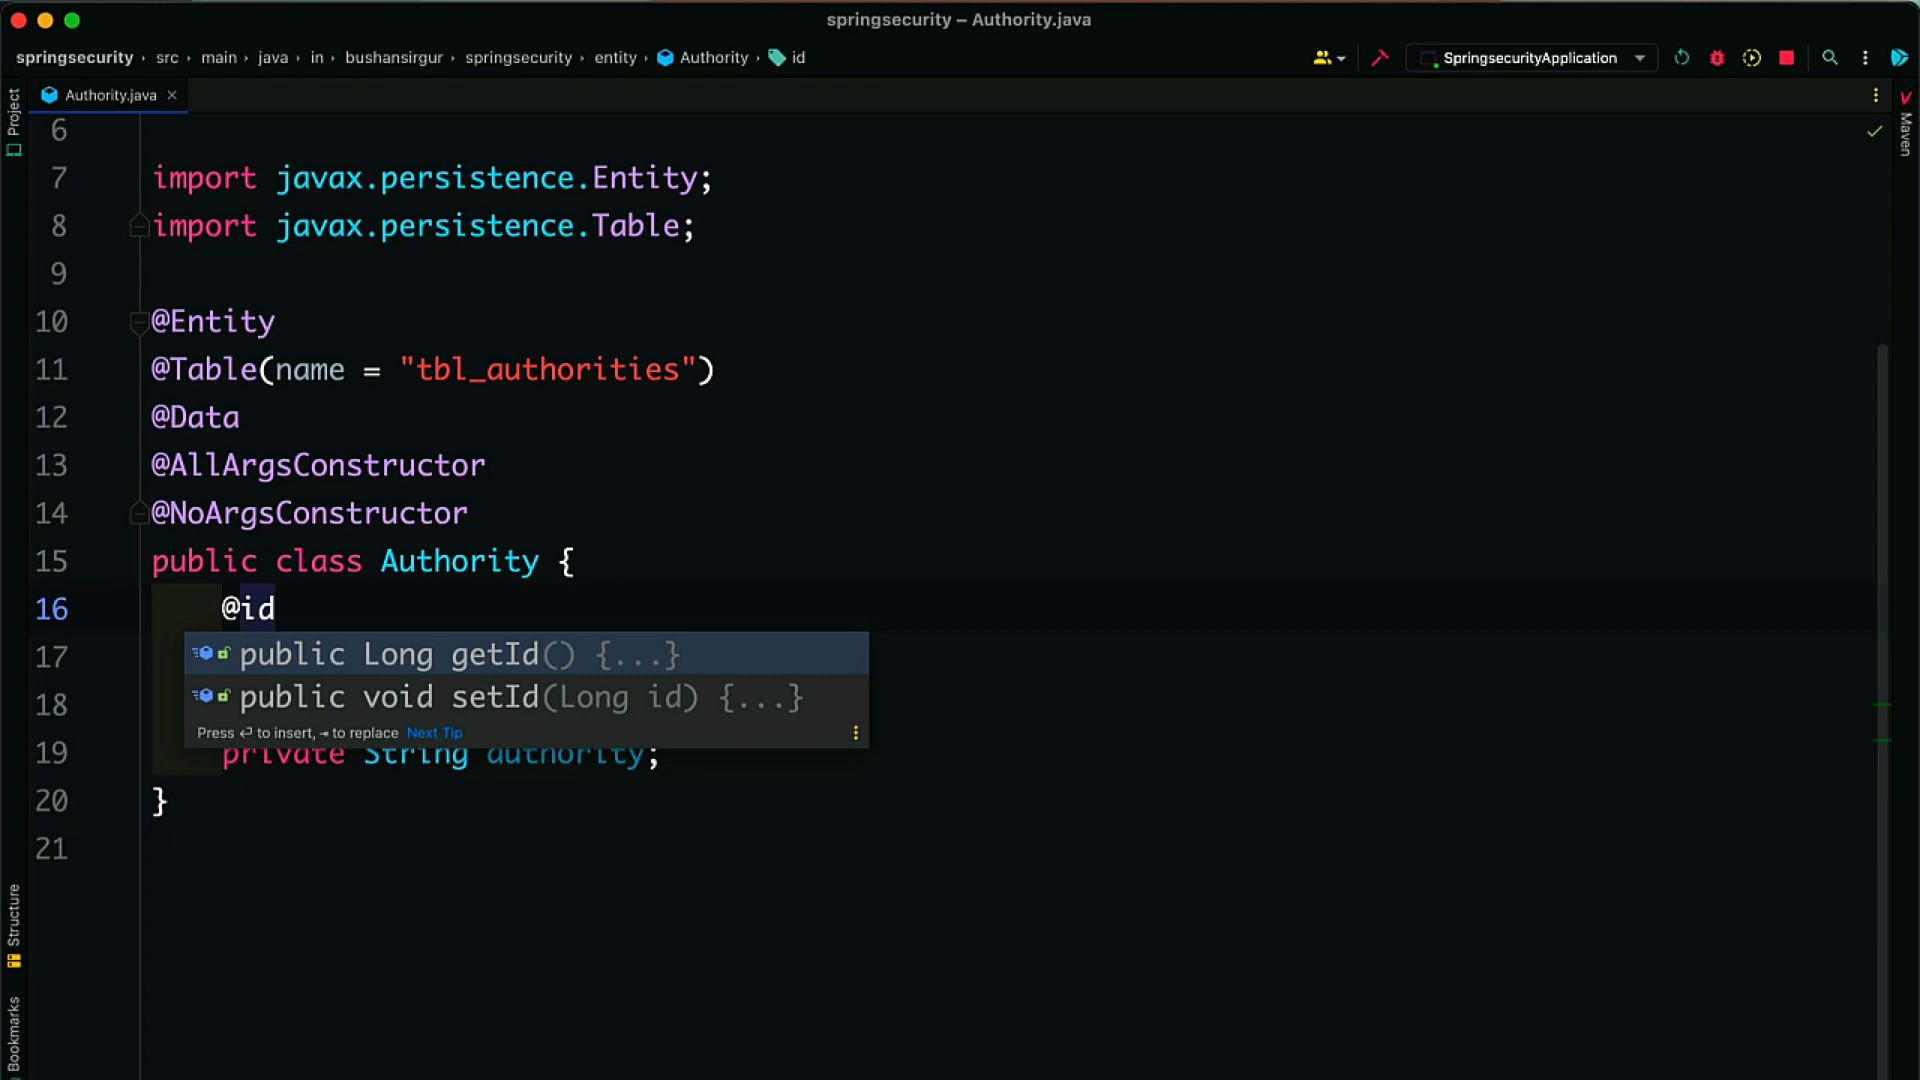 springsecurity – Authority.java
springsecurity › src › main › java › in › bushansirgur › springsecurity › entity › Authority › id
SpringsecurityApplication
Project
Authority.java ×
Maven
6
7 import javax.persistence.Entity;
8 import javax.persistence.Table;
9
10 @Entity
11 @Table(name = "tbl_authorities")
12 @Data
13 @AllArgsConstructor
14 @NoArgsConstructor
15 public class Authority {
16 @id
17 public Long getId() {...}
18 public void setId(Long id) {...}
Press ⏎ to insert, ⇥ to replace Next Tip
19 private String authority;
20 }
21
Structure
Bookmarks